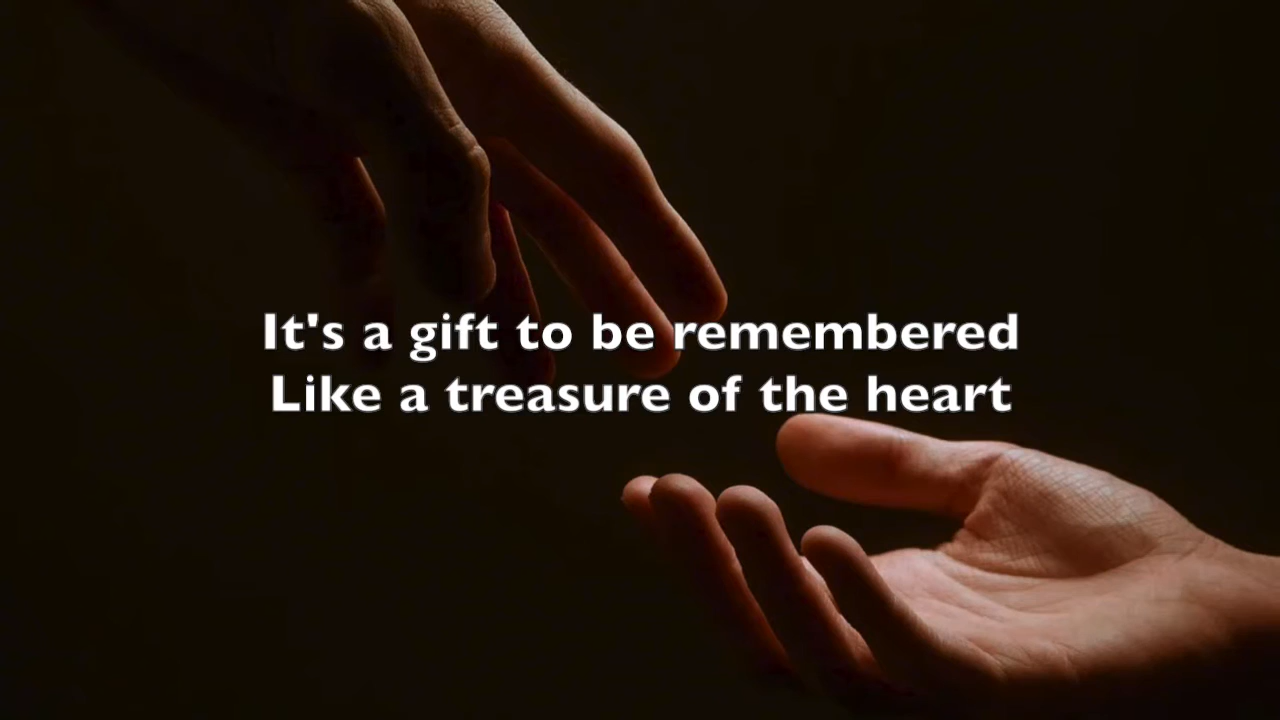 It's a gift to be remembered
Like a treasure of the heart